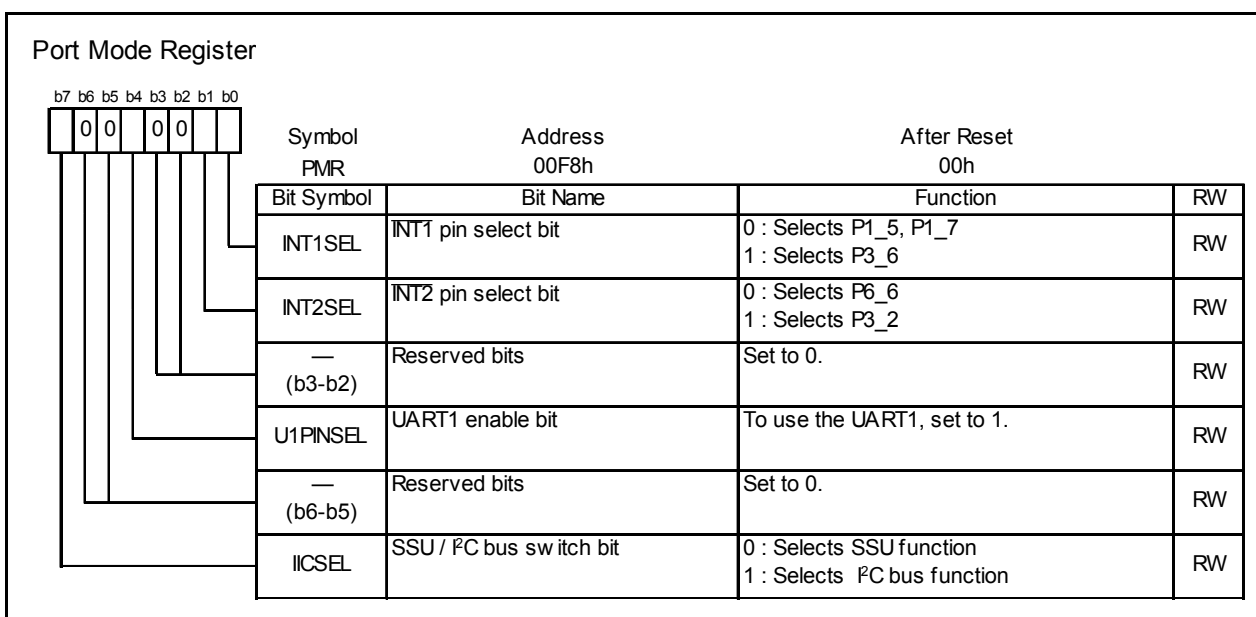 Port Mode Register
b7 b6 b5 b4 b3 b2 b1 b0
0 0 0 0
Symbol Address After Reset
PMR 00F8h 00h
Bit Symbol Bit Name Function RW
INT1SEL INT1 pin select bit 0 : Selects P1_5, P1_7 RW
1 : Selects P3_6
INT2SEL INT2 pin select bit 0 : Selects P6_6 RW
1 : Selects P3_2
— Reserved bits Set to 0. RW
(b3-b2)
U1PINSEL UART1 enable bit To use the UART1, set to 1. RW
— Reserved bits Set to 0. RW
(b6-b5)
IICSEL SSU / I²C bus switch bit 0 : Selects SSU function RW
1 : Selects I²C bus function